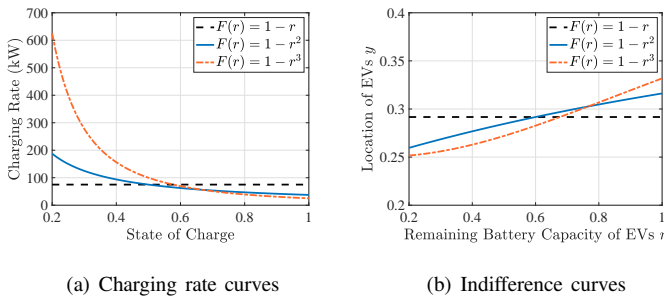 700
600
500
400
300
200
100
0
Charging Rate (kW)
0.2 0.4 0.6 0.8 1
State of Charge
F(r) = 1 − r
F(r) = 1 − r²
F(r) = 1 − r³
(a) Charging rate curves
0.4
0.35
0.3
0.25
0.2
Location of EVs y
0.2 0.4 0.6 0.8 1
Remaining Battery Capacity of EVs r
F(r) = 1 − r
F(r) = 1 − r²
F(r) = 1 − r³
(b) Indifference curves